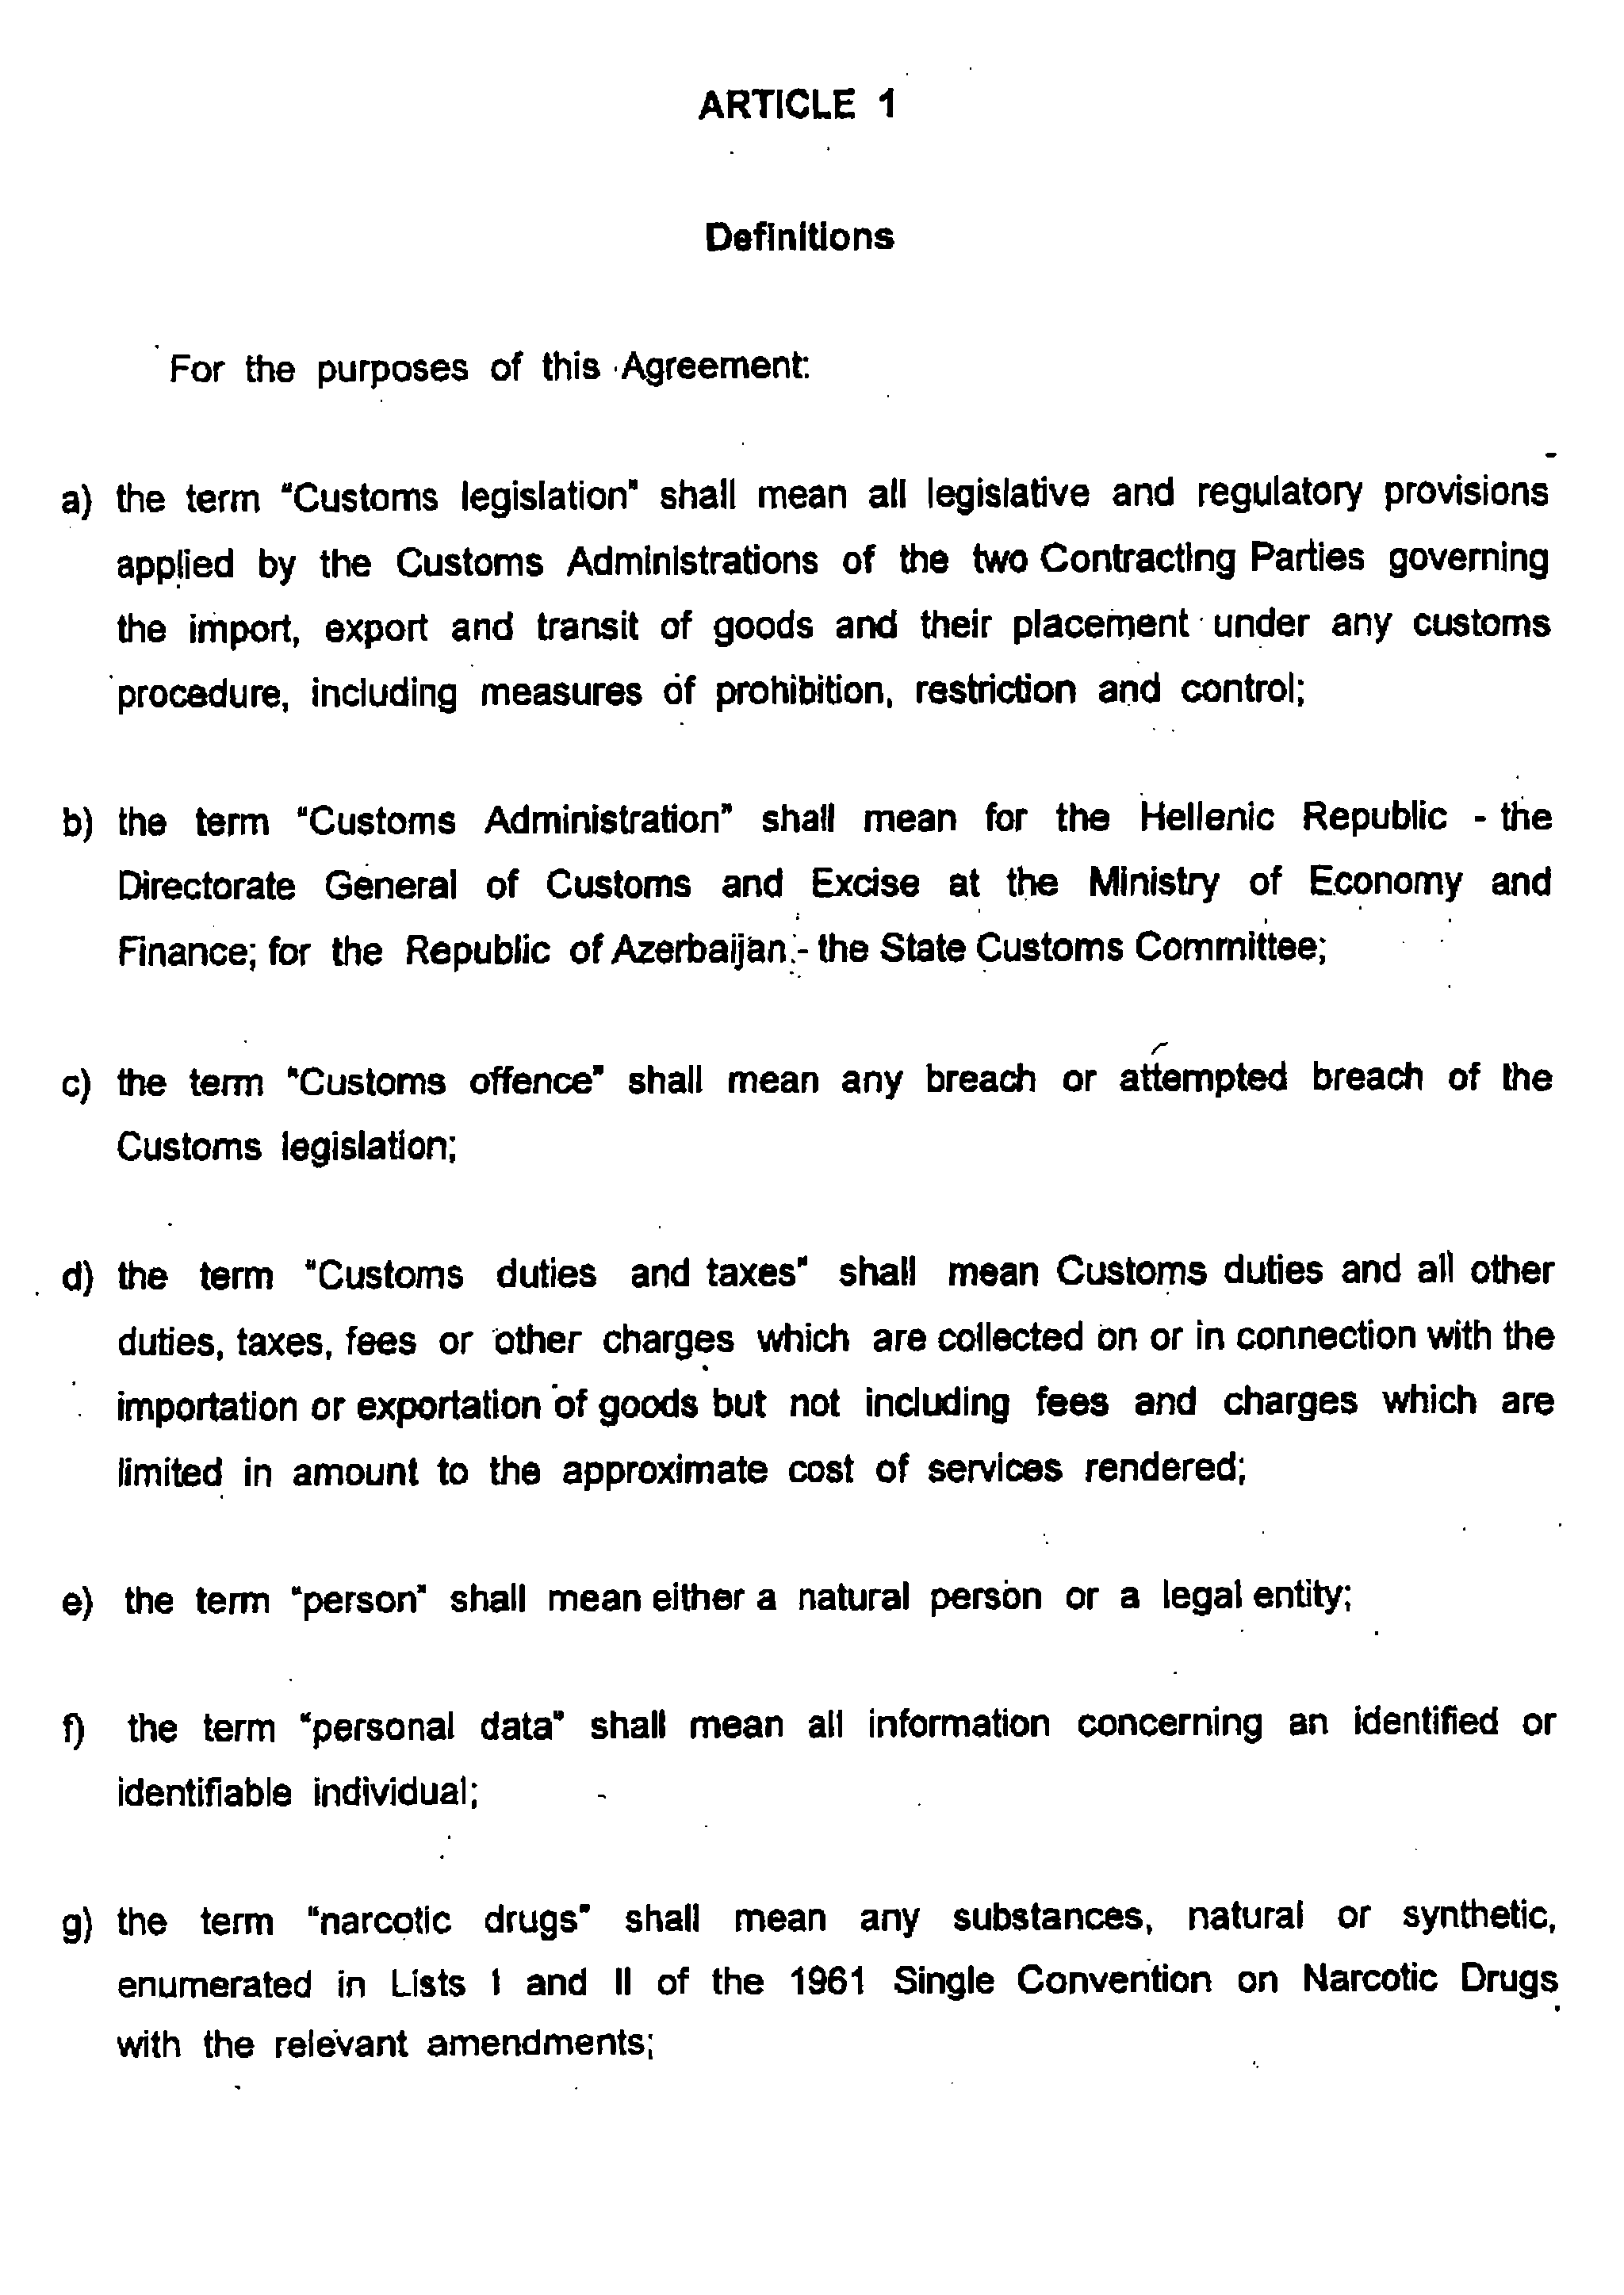 ARTICLE 1
Definitions
For the purposes of this Agreement:
a) the term "Customs legislation" shall mean all legislative and regulatory provisions
applied by the Customs Administrations of the two Contracting Parties governing
the import, export and transit of goods and their placement under any customs
procedure, including measures of prohibition, restriction and control;
b) the term "Customs Administration" shall mean for the Hellenic Republic - the
Directorate General of Customs and Excise at the Ministry of Economy and
Finance; for the Republic of Azerbaijan - the State Customs Committee;
c) the term "Customs offence" shall mean any breach or attempted breach of the
Customs legislation;
d) the term "Customs duties and taxes" shall mean Customs duties and all other
duties, taxes, fees or other charges which are collected on or in connection with the
importation or exportation of goods but not including fees and charges which are
limited in amount to the approximate cost of services rendered;
e) the term "person" shall mean either a natural person or a legal entity;
f) the term "personal data" shall mean all information concerning an identified or
identifiable individual;
g) the term "narcotic drugs" shall mean any substances, natural or synthetic,
enumerated in Lists I and II of the 1961 Single Convention on Narcotic Drugs
with the relevant amendments;